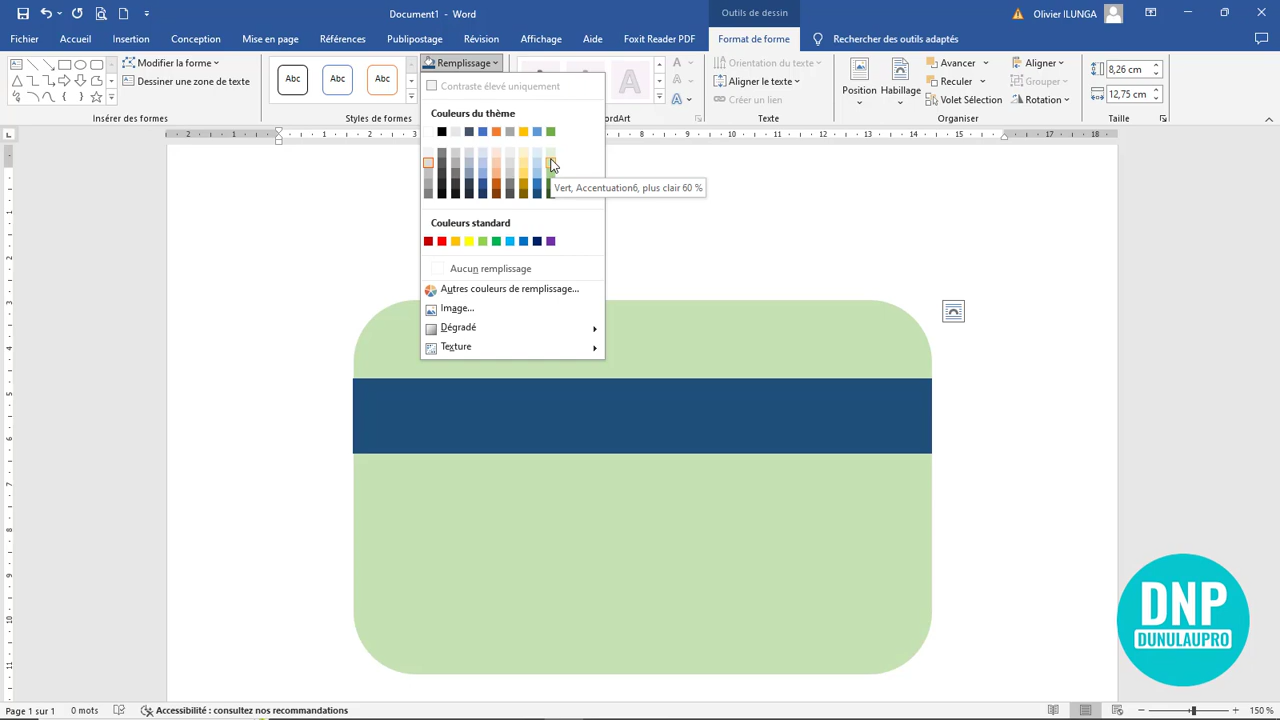 Document1 - Word
Outils de dessin
Olivier ILUNGA
Fichier
Accueil
Insertion
Conception
Mise en page
Références
Publipostage
Révision
Affichage
Aide
Foxit Reader PDF
Format de forme
Rechercher des outils adaptés
Modifier la forme
Dessiner une zone de texte
Insérer des formes
Abc
Abc
Abc
Styles de formes
Remplissage
A
ordArt
Orientation du texte
Aligner le texte
Créer un lien
Texte
Position
Habillage
Avancer
Reculer
Volet Sélection
Aligner
Grouper
Rotation
Organiser
8,26 cm
12,75 cm
Taille
Contraste élevé uniquement
Couleurs du thème
Vert, Accentuation6, plus clair 60 %
Couleurs standard
Aucun remplissage
Autres couleurs de remplissage...
Image...
Dégradé
Texture
DNP
DUNULAUPRO
Page 1 sur 1
0 mots
Accessibilité : consultez nos recommandations
150 %